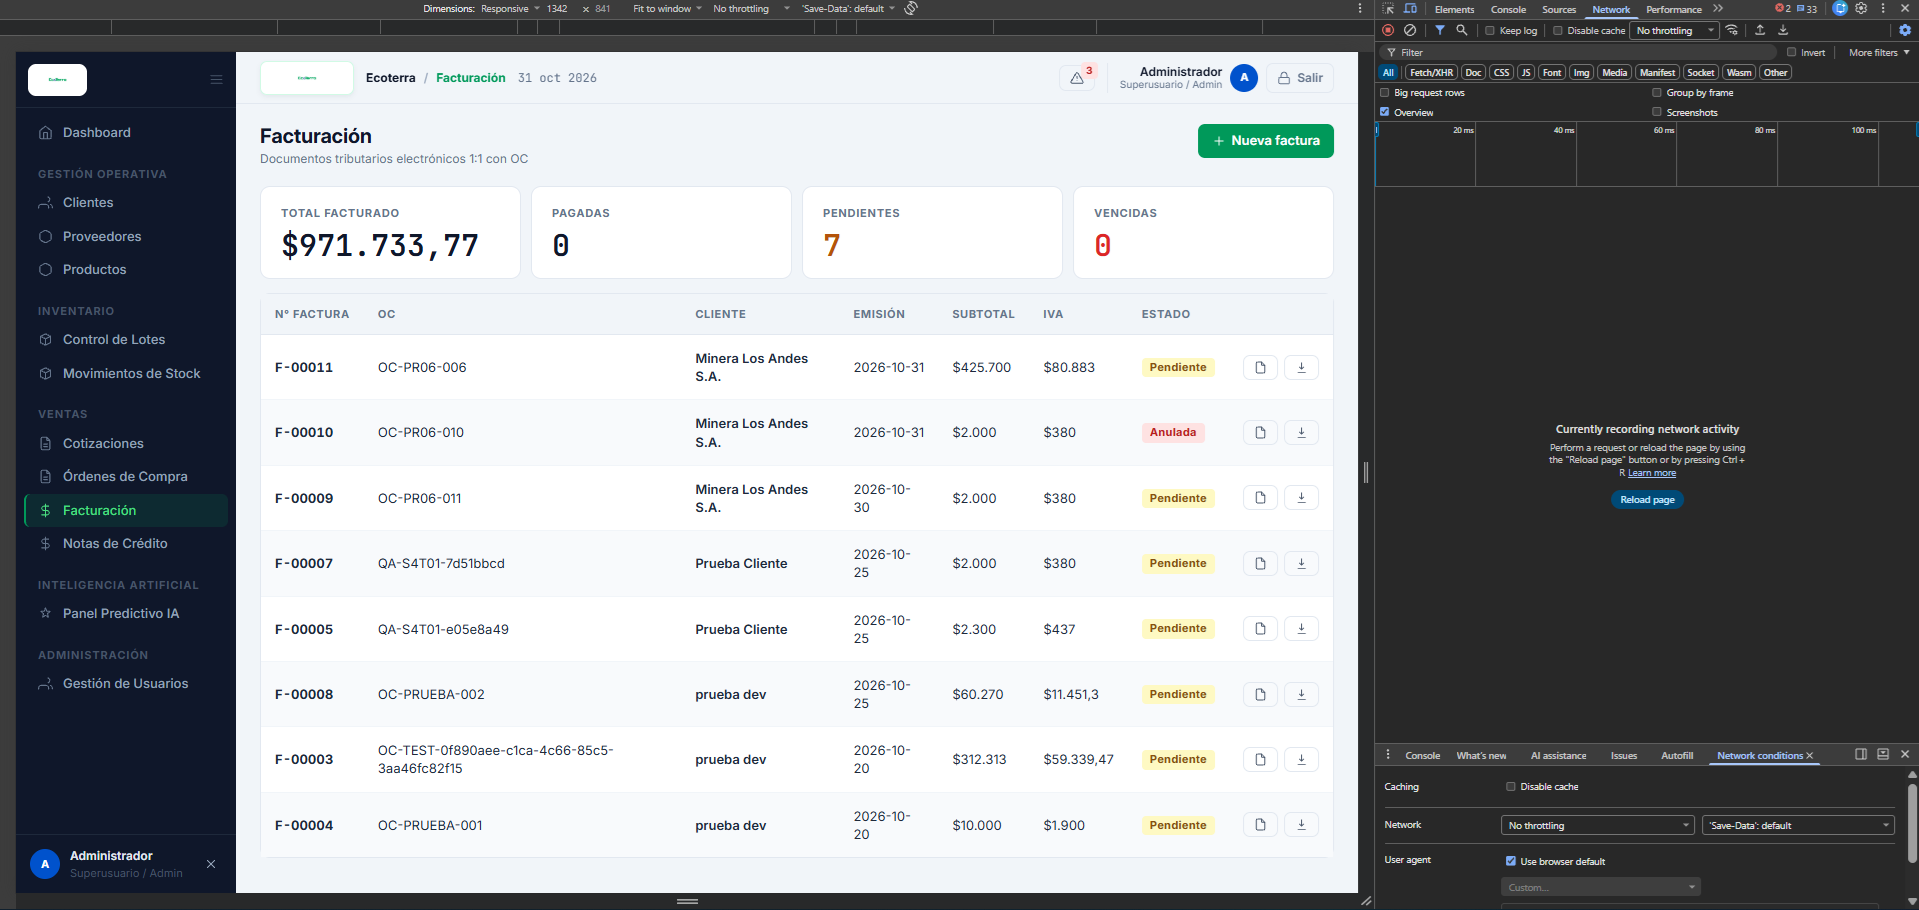 Dimensions: Responsive 1342 × 841 Fit to window No throttling 'Save-Data': default
Elements Console Sources Network Performance 2 33
Keep log Disable cache No throttling
Filter Invert More filters
All Fetch/XHR Doc CSS JS Font Img Media Manifest Socket Wasm Other
Big request rows Group by frame
Overview Screenshots
20 ms 40 ms 60 ms 80 ms 100 ms
Currently recording network activity
Perform a request or reload the page by using
the "Reload page" button or by pressing Ctrl +
R Learn more
Reload page
Console What's new AI assistance Issues Autofill Network conditions
Caching Disable cache
Network No throttling 'Save-Data': default
User agent Use browser default
Custom...
Ecoterra
Dashboard
GESTIÓN OPERATIVA
Clientes
Proveedores
Productos
INVENTARIO
Control de Lotes
Movimientos de Stock
VENTAS
Cotizaciones
Órdenes de Compra
Facturación
Notas de Crédito
INTELIGENCIA ARTIFICIAL
Panel Predictivo IA
ADMINISTRACIÓN
Gestión de Usuarios
A Administrador
Superusuario / Admin
Ecoterra Ecoterra / Facturación 31 oct 2026
3 Administrador A Salir
Superusuario / Admin
Facturación
Documentos tributarios electrónicos 1:1 con OC
+ Nueva factura
TOTAL FACTURADO
$971.733,77
PAGADAS
0
PENDIENTES
7
VENCIDAS
0
N° FACTURA OC CLIENTE EMISIÓN SUBTOTAL IVA ESTADO
F-00011 OC-PR06-006 Minera Los Andes S.A. 2026-10-31 $425.700 $80.883 Pendiente
F-00010 OC-PR06-010 Minera Los Andes S.A. 2026-10-31 $2.000 $380 Anulada
F-00009 OC-PR06-011 Minera Los Andes S.A. 2026-10-30 $2.000 $380 Pendiente
F-00007 QA-S4T01-7d51bbcd Prueba Cliente 2026-10-25 $2.000 $380 Pendiente
F-00005 QA-S4T01-e05e8a49 Prueba Cliente 2026-10-25 $2.300 $437 Pendiente
F-00008 OC-PRUEBA-002 prueba dev 2026-10-25 $60.270 $11.451,3 Pendiente
F-00003 OC-TEST-0f890aee-c1ca-4c66-85c5-3aa46fc82f15 prueba dev 2026-10-20 $312.313 $59.339,47 Pendiente
F-00004 OC-PRUEBA-001 prueba dev 2026-10-20 $10.000 $1.900 Pendiente